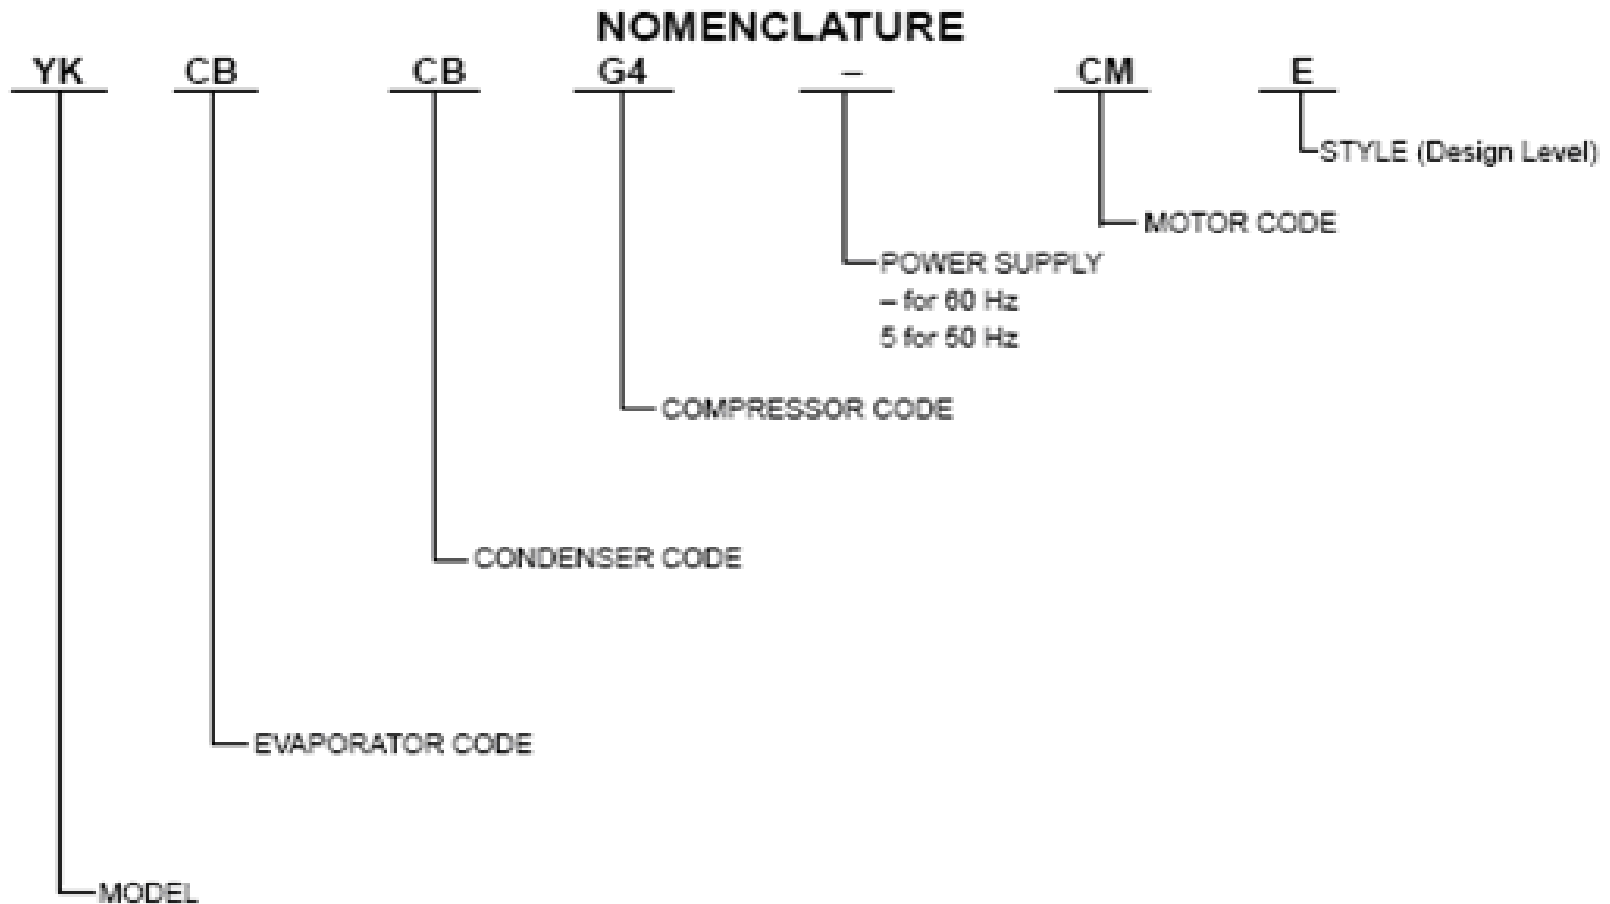 NOMENCLATURE
YK CB CB G4 – CM E
STYLE (Design Level)
MOTOR CODE
POWER SUPPLY
– for 60 Hz
5 for 50 Hz
COMPRESSOR CODE
CONDENSER CODE
EVAPORATOR CODE
MODEL